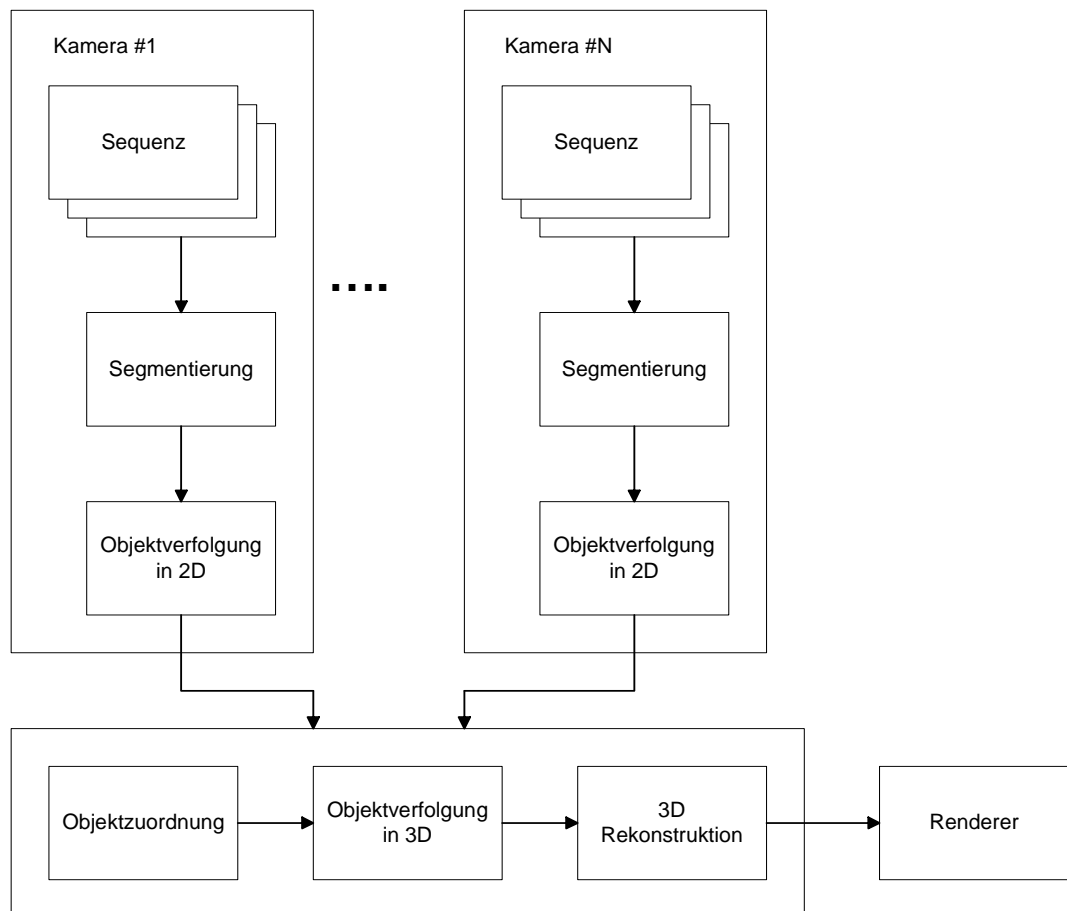 Kamera #1
Sequenz
Segmentierung
Objektverfolgung
in 2D
....
Kamera #N
Sequenz
Segmentierung
Objektverfolgung
in 2D
Objektzuordnung
Objektverfolgung
in 3D
3D
Rekonstruktion
Renderer